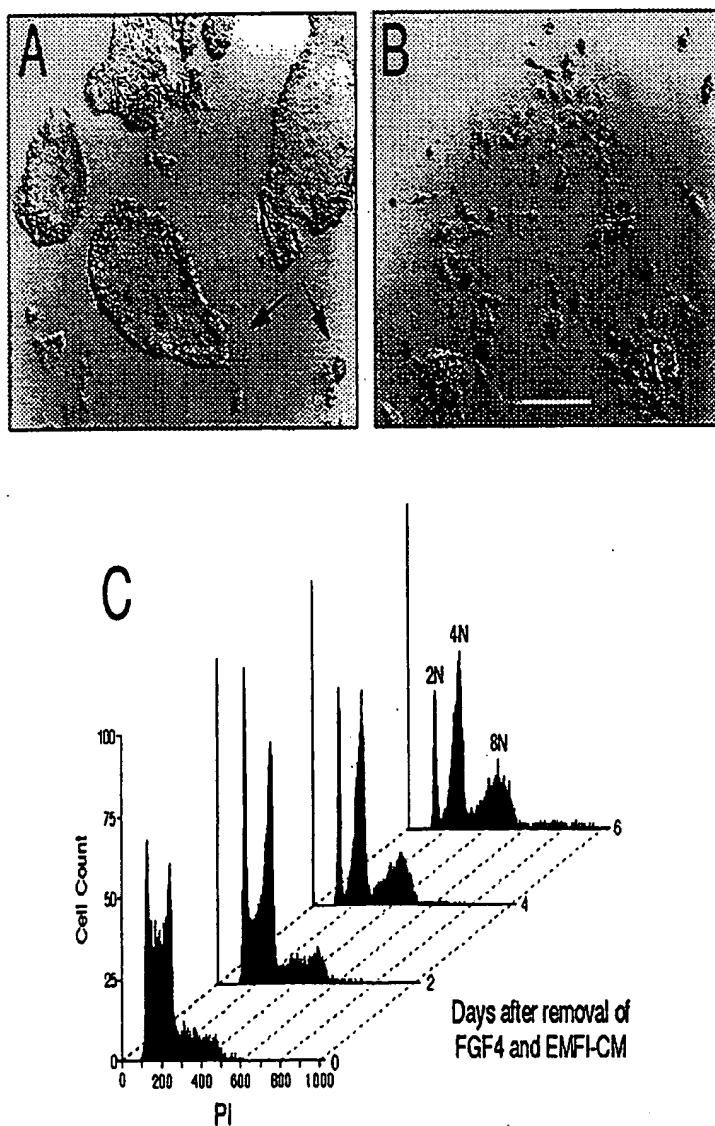 A
B
C
2N
4N
8N
100
75
50
25
0
Cell Count
0 200 400 600 800 1000
PI
0
2
4
6
Days after removal of
FGF4 and EMFI-CM